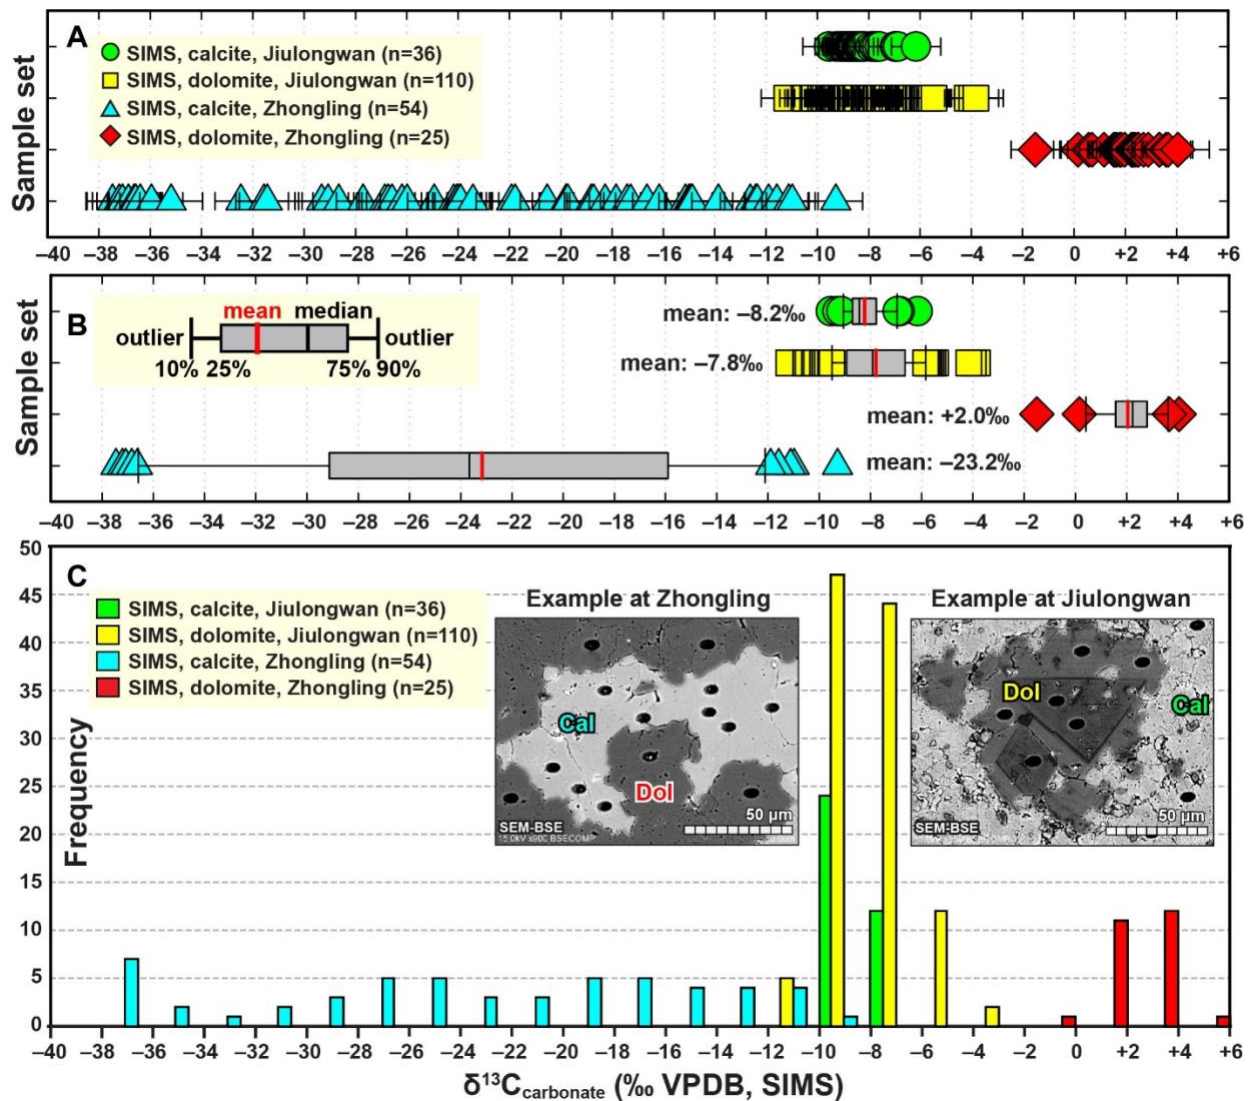 A
SIMS, calcite, Jiulongwan (n=36)
SIMS, dolomite, Jiulongwan (n=110)
SIMS, calcite, Zhongling (n=54)
SIMS, dolomite, Zhongling (n=25)
Sample set
−40 −38 −36 −34 −32 −30 −28 −26 −24 −22 −20 −18 −16 −14 −12 −10 −8 −6 −4 −2 0 +2 +4 +6
B
mean median
outlier outlier
10% 25% 75% 90%
mean: −8.2‰
mean: −7.8‰
mean: +2.0‰
mean: −23.2‰
Sample set
−40 −38 −36 −34 −32 −30 −28 −26 −24 −22 −20 −18 −16 −14 −12 −10 −8 −6 −4 −2 0 +2 +4 +6
C
SIMS, calcite, Jiulongwan (n=36)
SIMS, dolomite, Jiulongwan (n=110)
SIMS, calcite, Zhongling (n=54)
SIMS, dolomite, Zhongling (n=25)
Example at Zhongling
Cal
Dol
50 µm
SEM-BSE
15.0kV x900 BSECOMP
Example at Jiulongwan
Dol
Cal
50 µm
SEM-BSE
Frequency
50
45
40
35
30
25
20
15
10
5
0
−40 −38 −36 −34 −32 −30 −28 −26 −24 −22 −20 −18 −16 −14 −12 −10 −8 −6 −4 −2 0 +2 +4 +6
δ¹³Ccarbonate (‰ VPDB, SIMS)